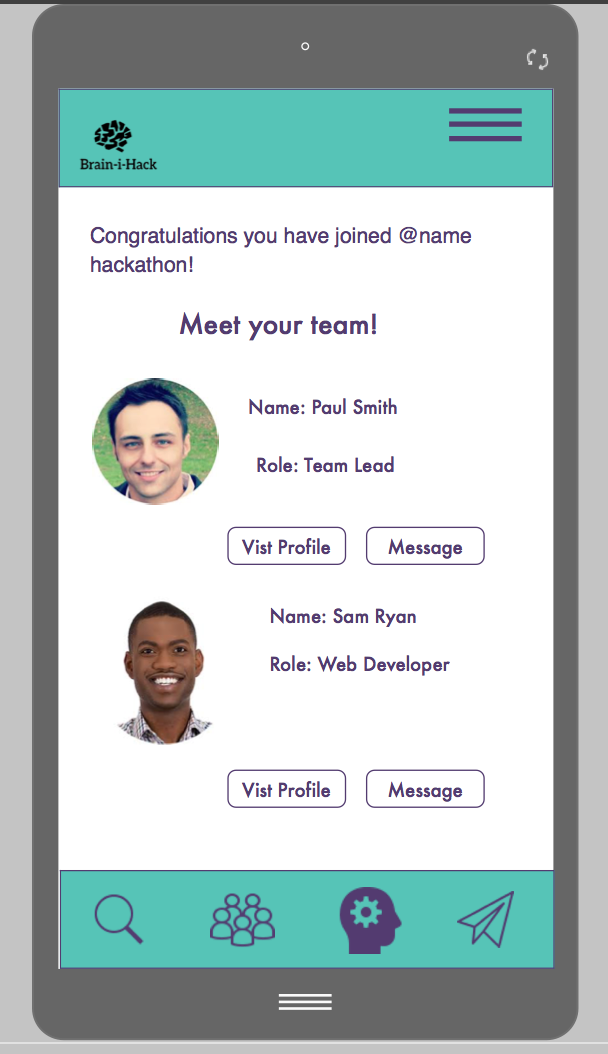 Brain-i-Hack
Congratulations you have joined @name
hackathon!
Meet your team!
Name: Paul Smith
Role: Team Lead
Vist Profile
Message
Name: Sam Ryan
Role: Web Developer
Vist Profile
Message